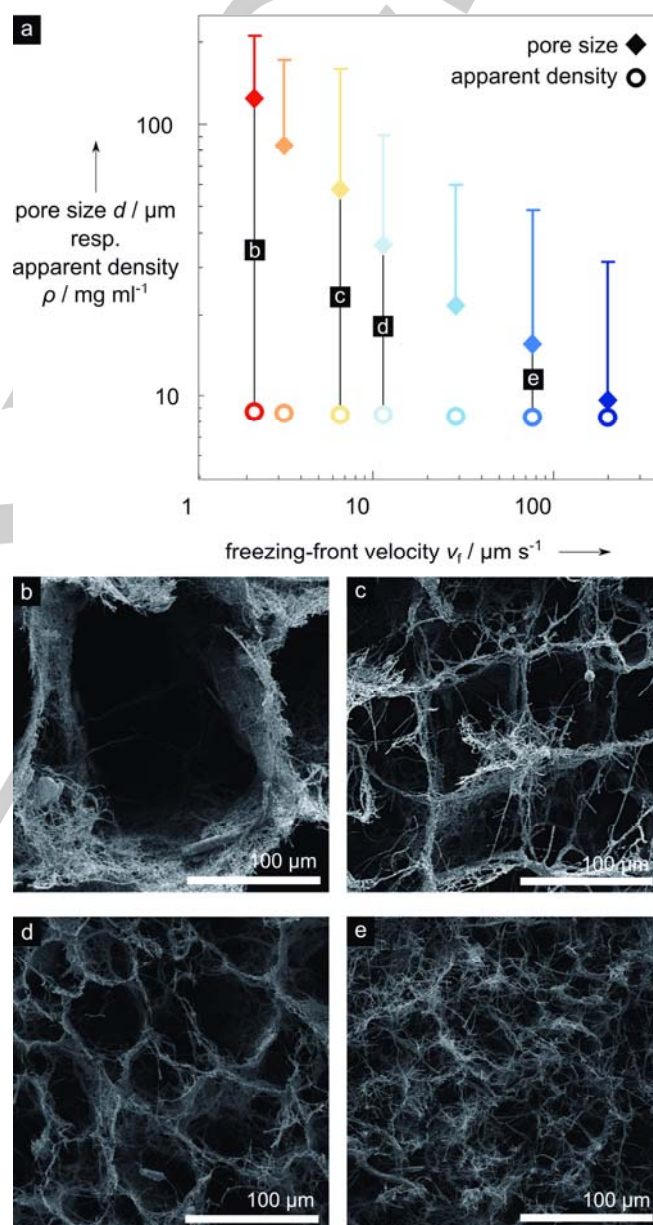 a
pore size
apparent density
100
pore size d / µm
resp.
apparent density
ρ / mg ml⁻¹
b
c
d
e
10
1
10
100
freezing-front velocity vf / µm s⁻¹
b
c
100 µm
100 µm
d
e
100 µm
100 µm